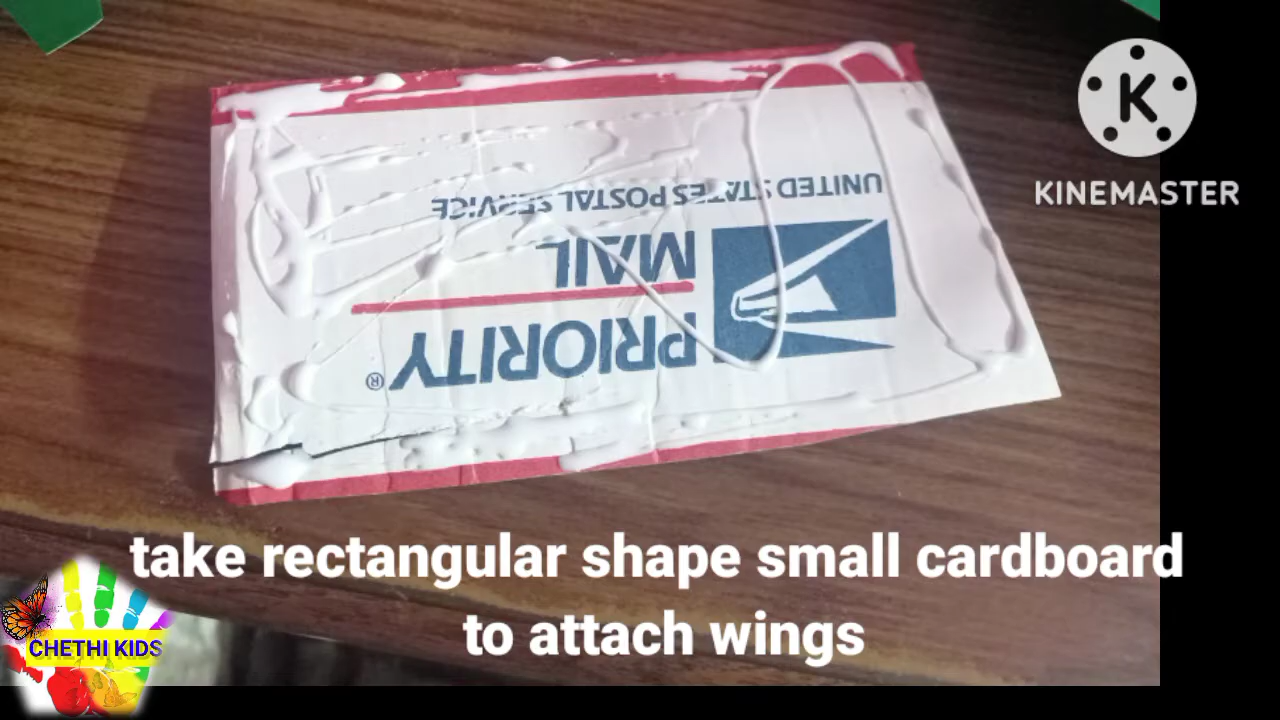 K
KINEMASTER
UNITED STATES POSTAL SERVICE
MAIL
PRIORITY®
take rectangular shape small cardboard
to attach wings
CHETHI KIDS